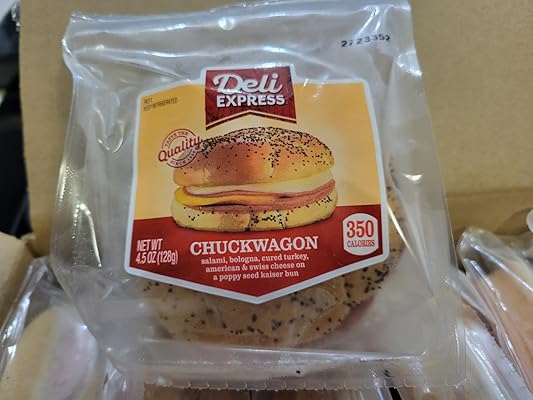 2723352
Deli
EXPRESS
KEEP REFRIGERATED
Quality
CHUCKWAGON
salami, bologna, cured turkey,
american & swiss cheese on
a poppy seed kaiser bun
NET WT
4.5 OZ (128g)
350
CALORIES